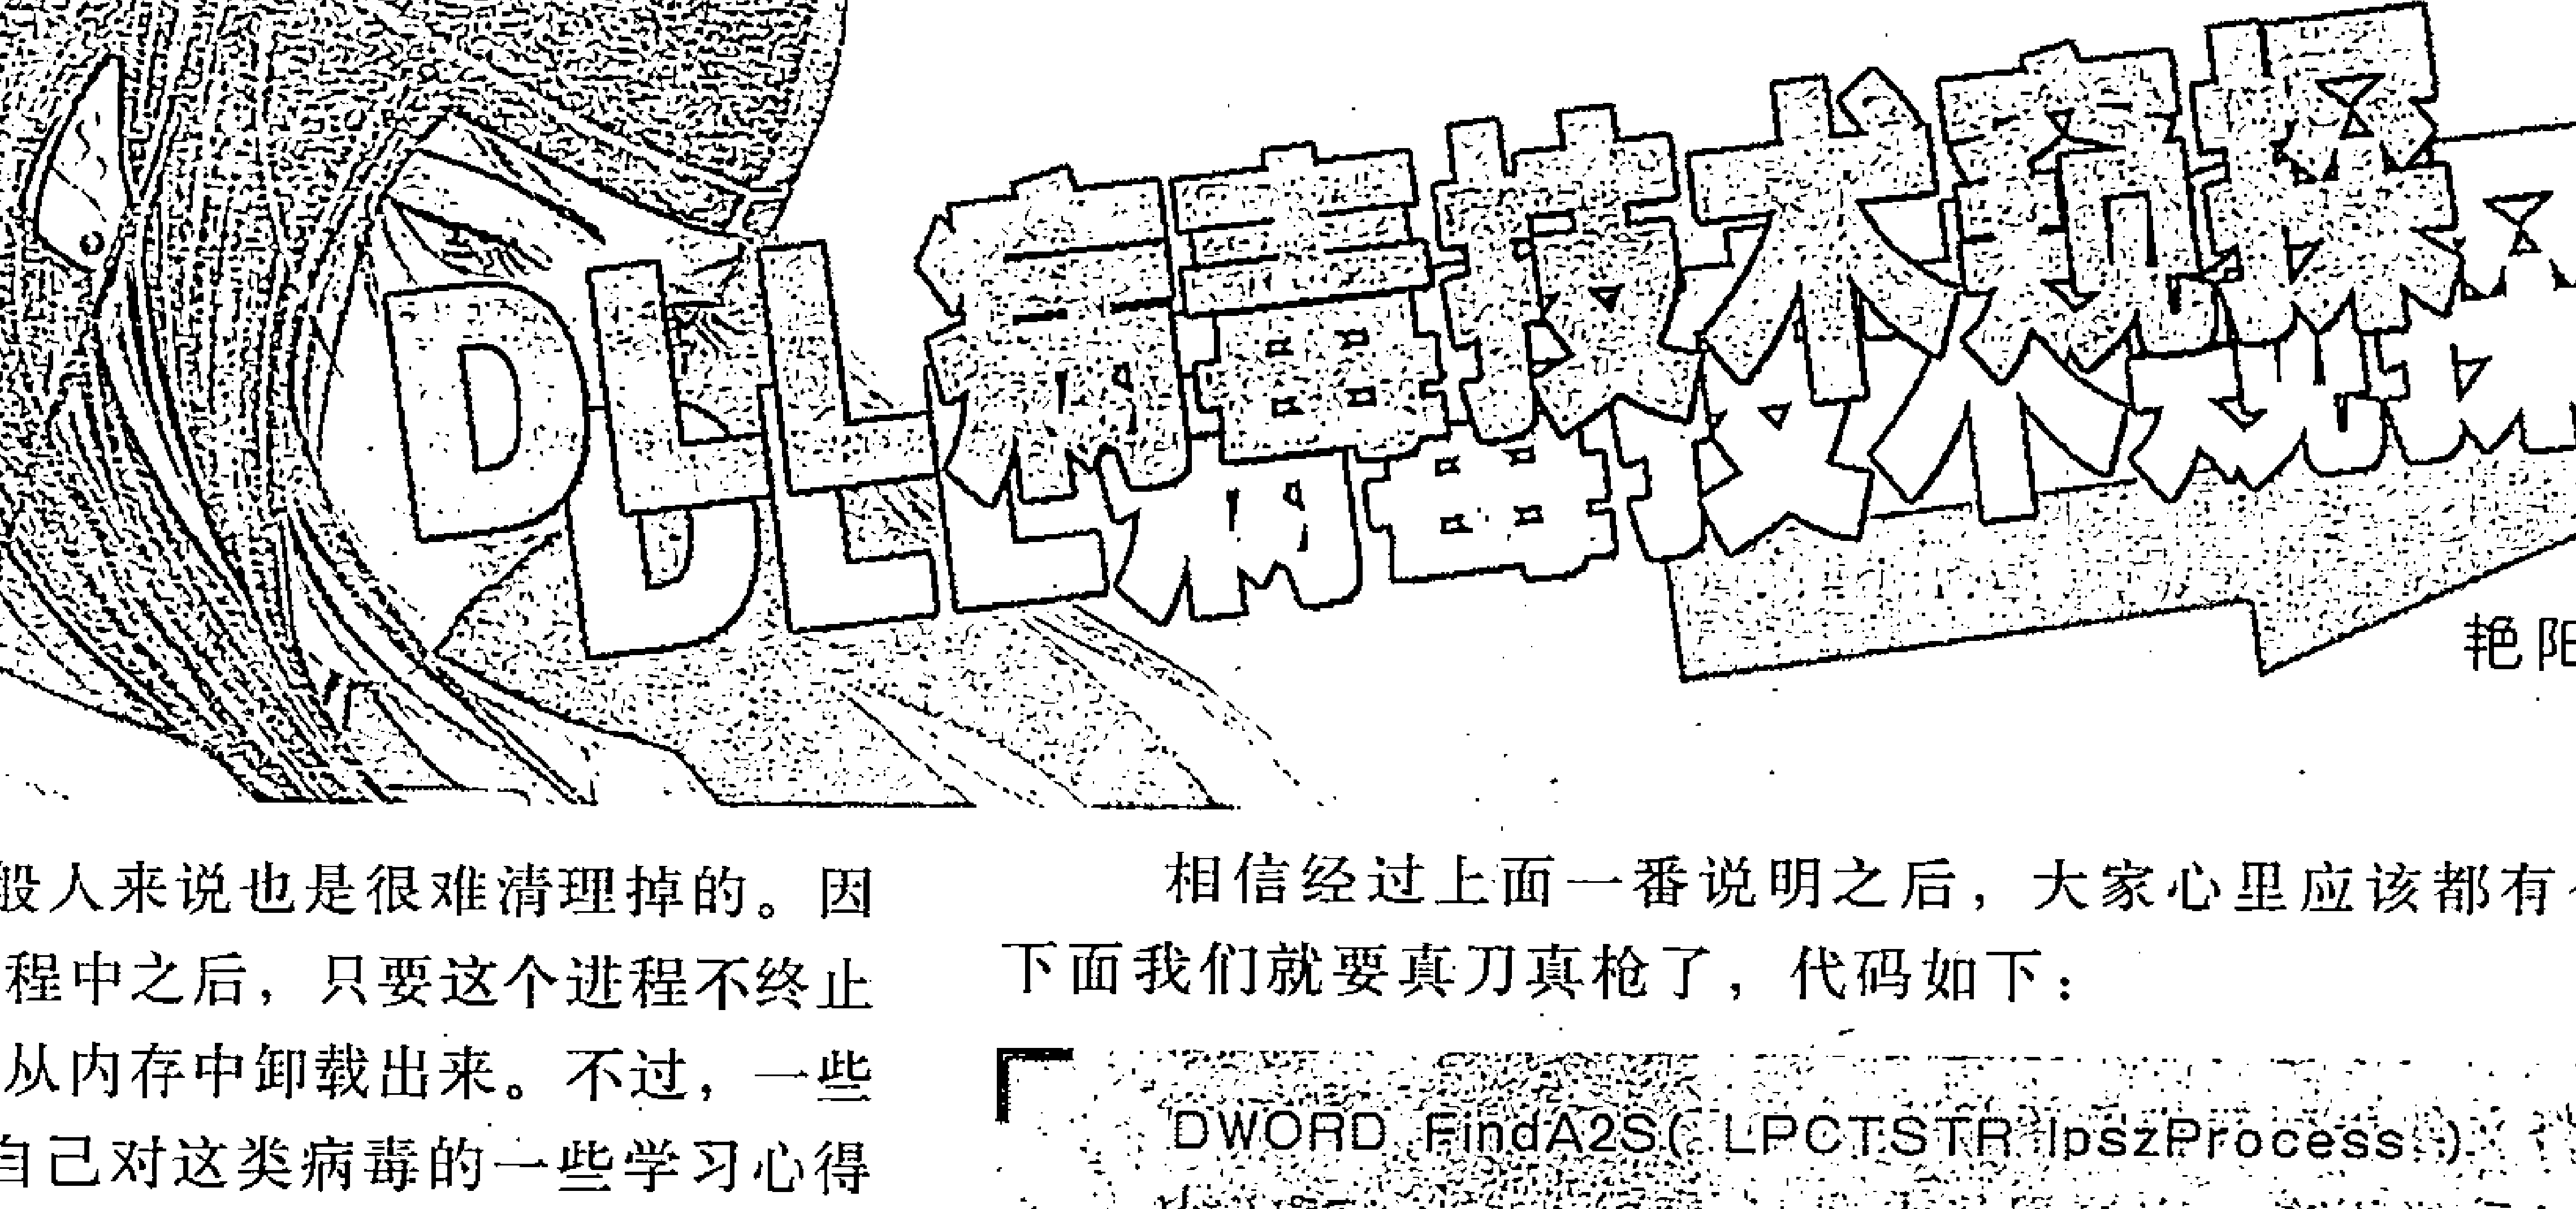 DLL病毒技术揭
艳阳
般人来说也是很难清理掉的。因
程中之后，只要这个进程不终止
从内存中卸载出来。不过，一些
自己对这类病毒的一些学习心得
相信经过上面一番说明之后，大家心里应该都有
下面我们就要真刀真枪了，代码如下：
DWORD FindA2S( LPCTSTR lpszProcess )